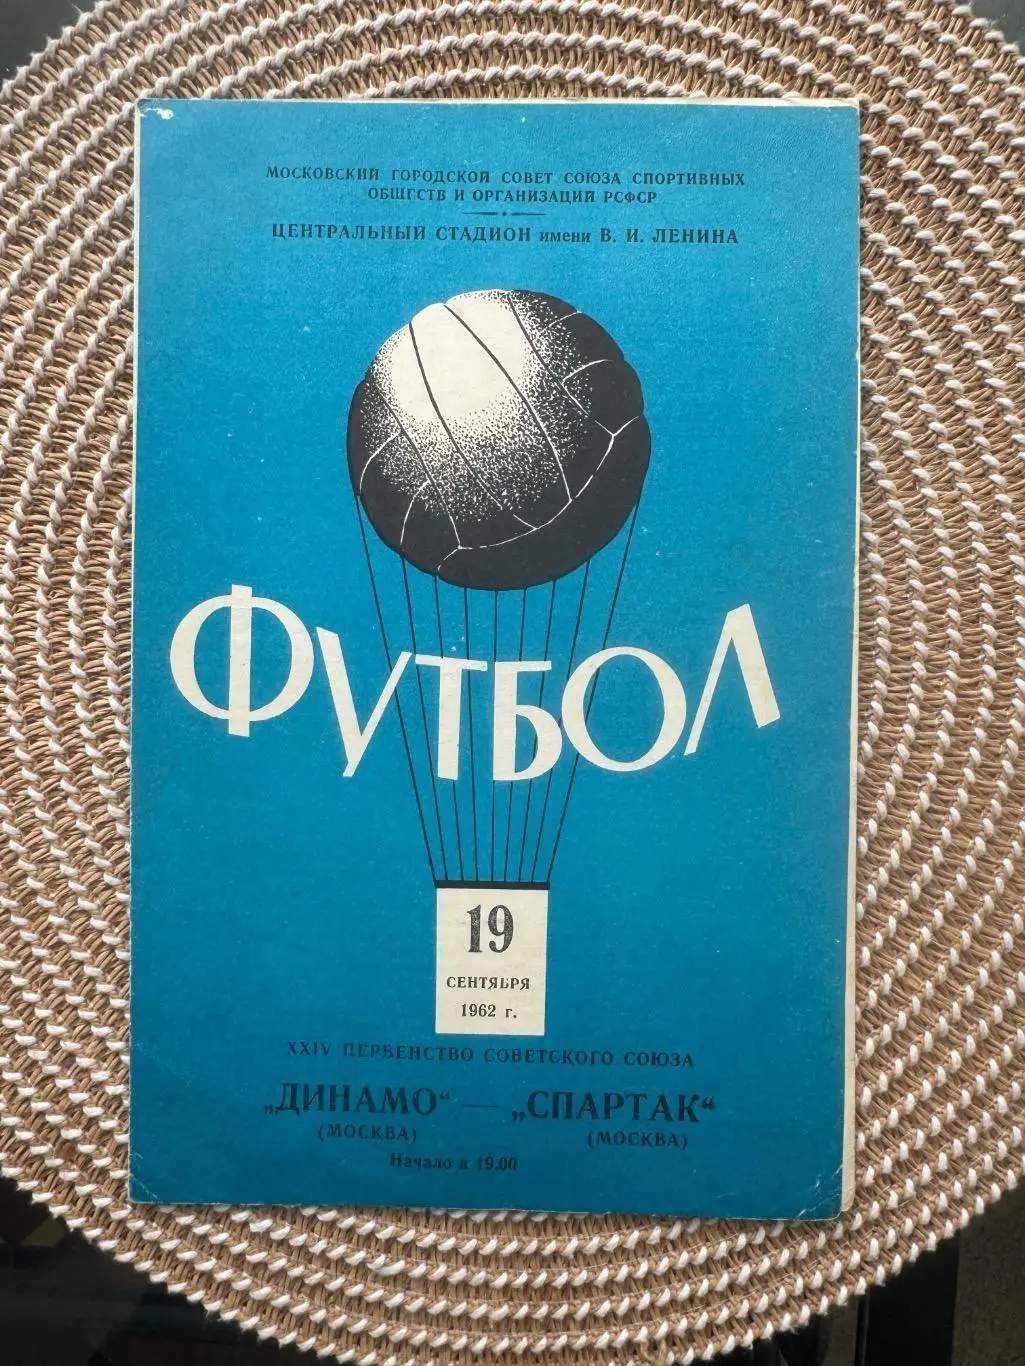 МОСКОВСКИЙ ГОРОДСКОЙ СОВЕТ СОЮЗА СПОРТИВНЫХ
ОБЩЕСТВ И ОРГАНИЗАЦИЙ РСФСР
ЦЕНТРАЛЬНЫЙ СТАДИОН имени В. И. ЛЕНИНА
ФУТБОЛ
19
СЕНТЯБРЯ
1962 г.
XXIV ПЕРВЕНСТВО СОВЕТСКОГО СОЮЗА
„ДИНАМО“ — „СПАРТАК“
(МОСКВА) (МОСКВА)
Начало в 19.00